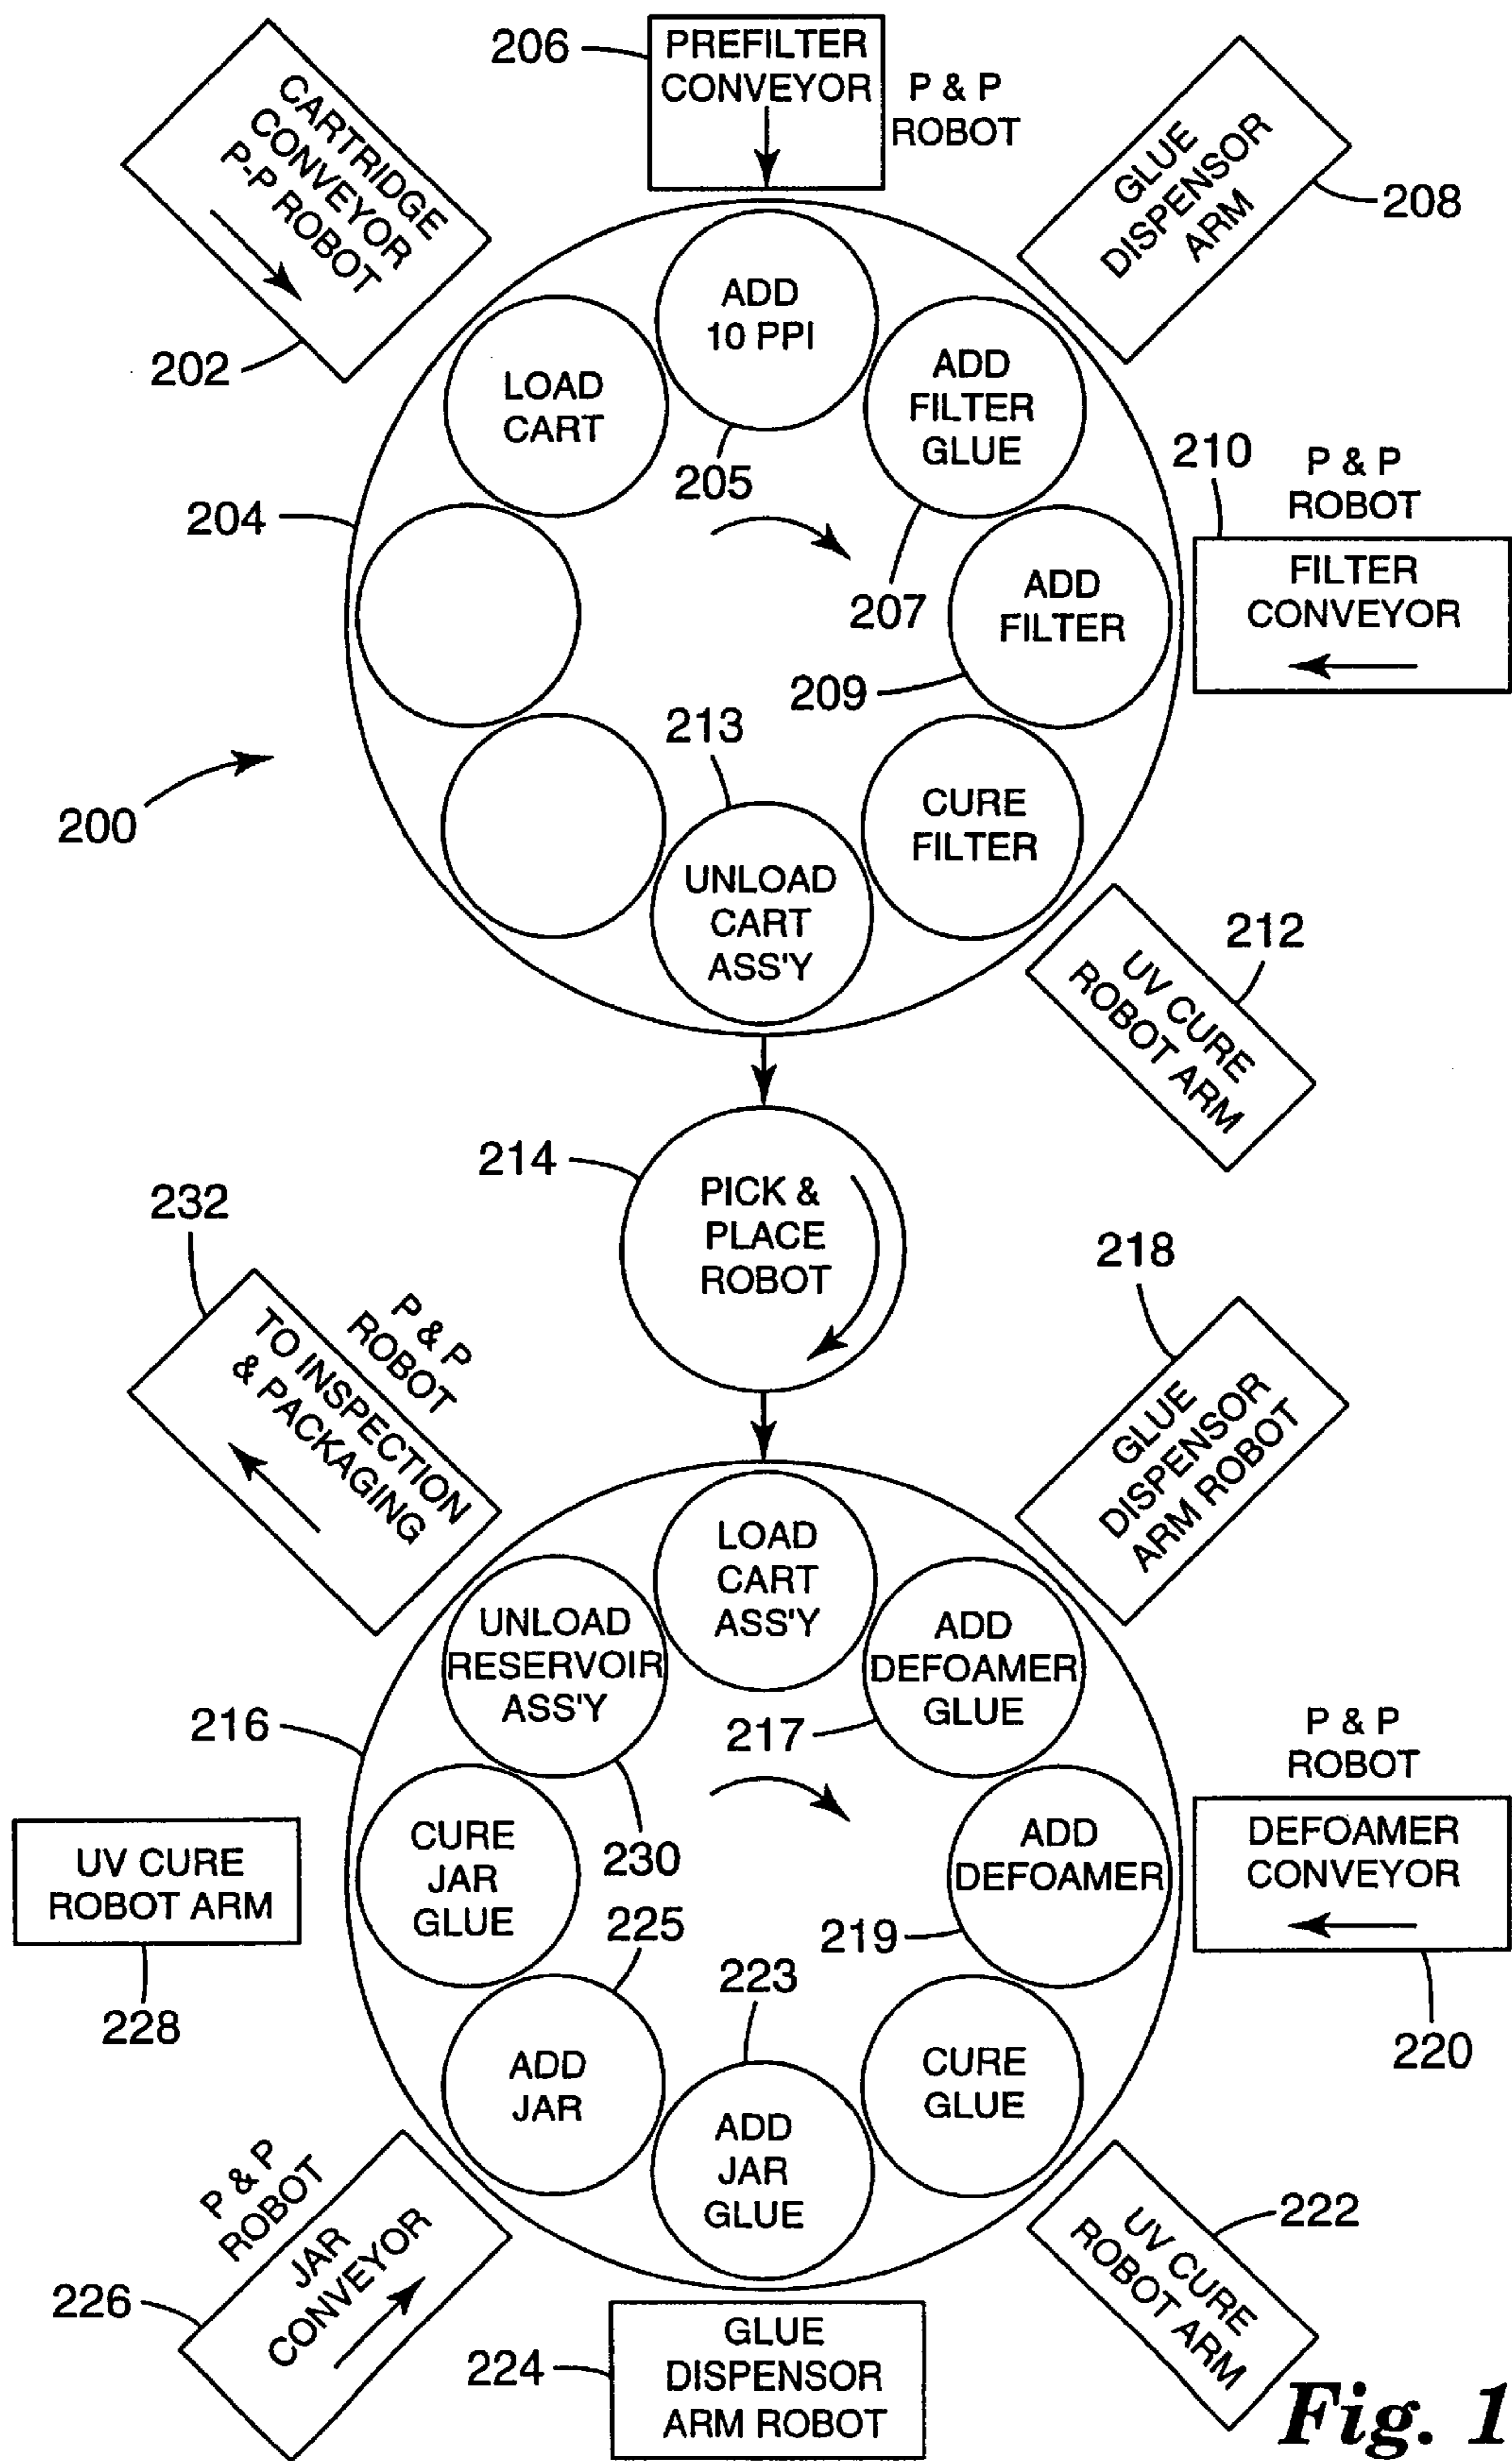 206
PREFILTER
CONVEYOR
P & P
ROBOT
CARTRIDGE
CONVEYOR
P-P ROBOT
202
GLUE
DISPENSOR
ARM
208
ADD
10 PPI
205
LOAD
CART
ADD
FILTER
GLUE
207
204
210
P & P
ROBOT
FILTER
CONVEYOR
ADD
FILTER
209
213
200
CURE
FILTER
UNLOAD
CART
ASS'Y
212
UV CURE
ROBOT ARM
214
PICK &
PLACE
ROBOT
232
P & P
ROBOT
TO INSPECTION
& PACKAGING
218
GLUE
DISPENSOR
ARM ROBOT
LOAD
CART
ASS'Y
UNLOAD
RESERVOIR
ASS'Y
ADD
DEFOAMER
GLUE
216
217
P & P
ROBOT
DEFOAMER
CONVEYOR
220
UV CURE
ROBOT ARM
228
CURE
JAR
GLUE
230
225
ADD
DEFOAMER
219
223
ADD
JAR
CURE
GLUE
ADD
JAR
GLUE
P & P
ROBOT
JAR
CONVEYOR
226
222
UV CURE
ROBOT ARM
224
GLUE
DISPENSOR
ARM ROBOT
Fig. 1